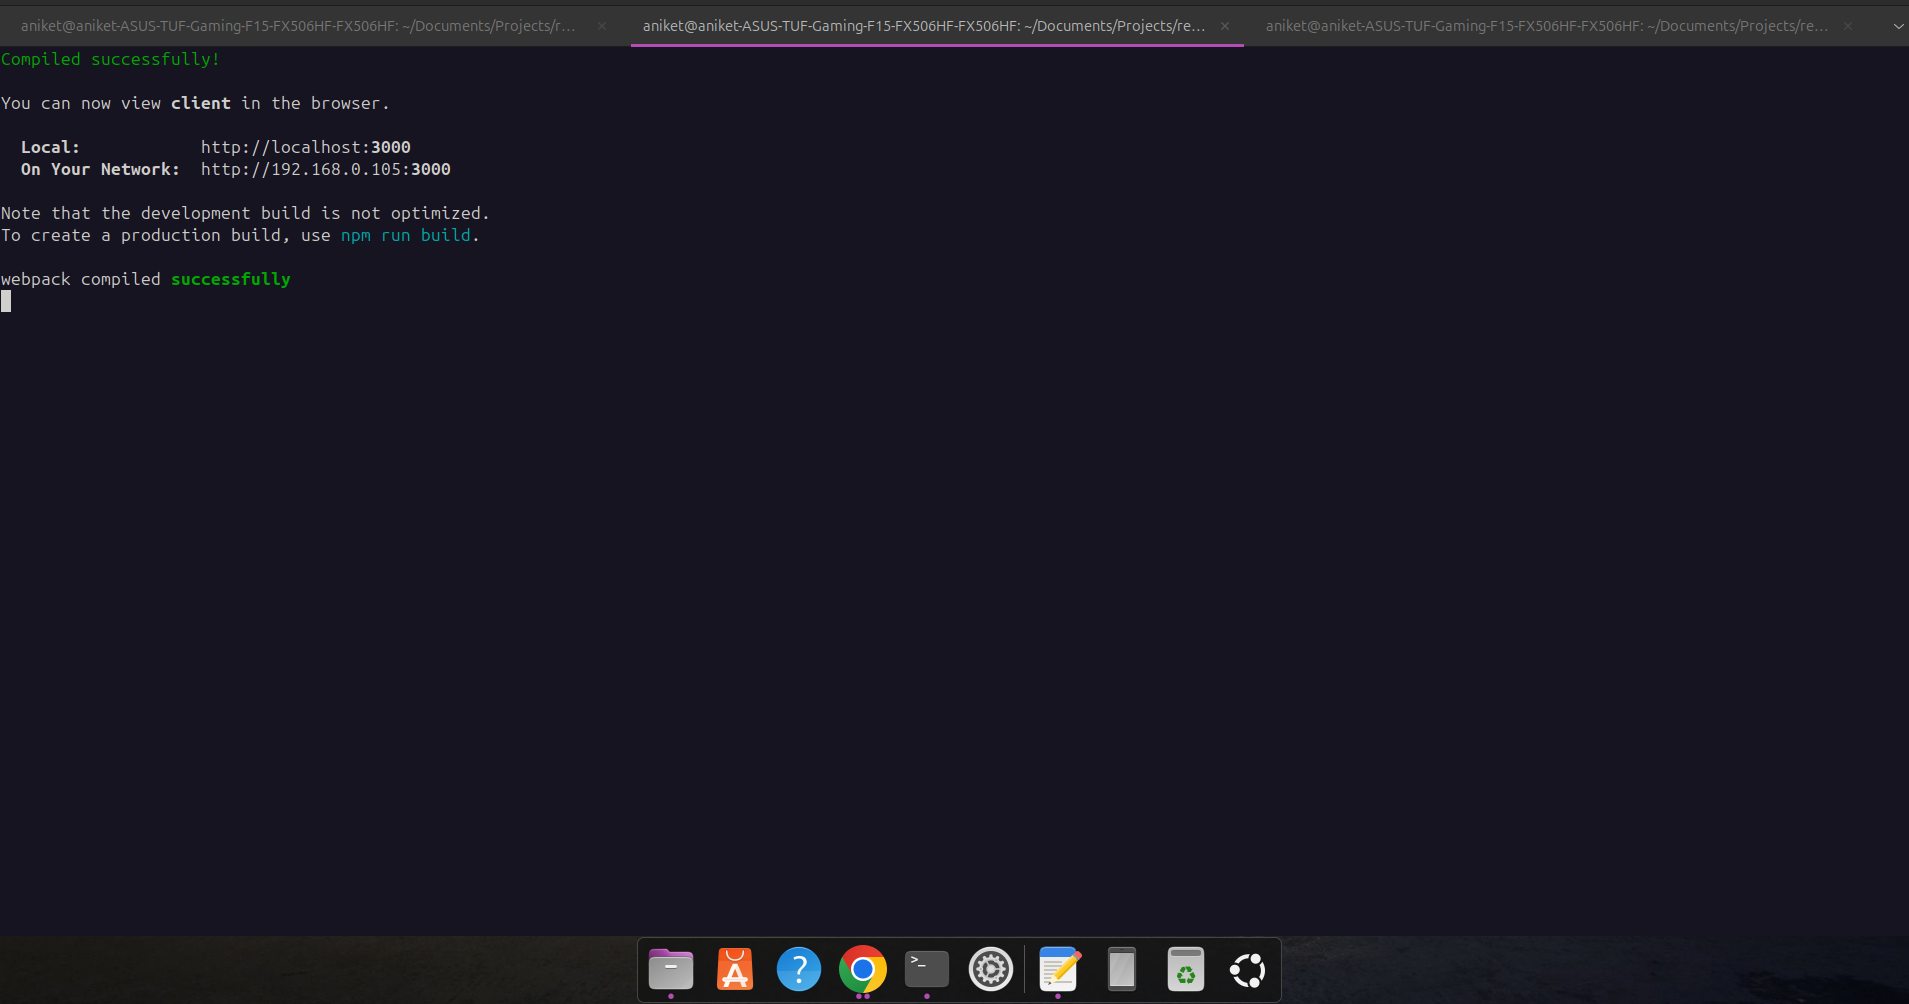 aniket@aniket-ASUS-TUF-Gaming-F15-FX506HF-FX506HF: ~/Documents/Projects/r...
aniket@aniket-ASUS-TUF-Gaming-F15-FX506HF-FX506HF: ~/Documents/Projects/re...
aniket@aniket-ASUS-TUF-Gaming-F15-FX506HF-FX506HF: ~/Documents/Projects/re...
Compiled successfully!
You can now view client in the browser.
Local: http://localhost:3000
On Your Network: http://192.168.0.105:3000
Note that the development build is not optimized.
To create a production build, use npm run build.
webpack compiled successfully